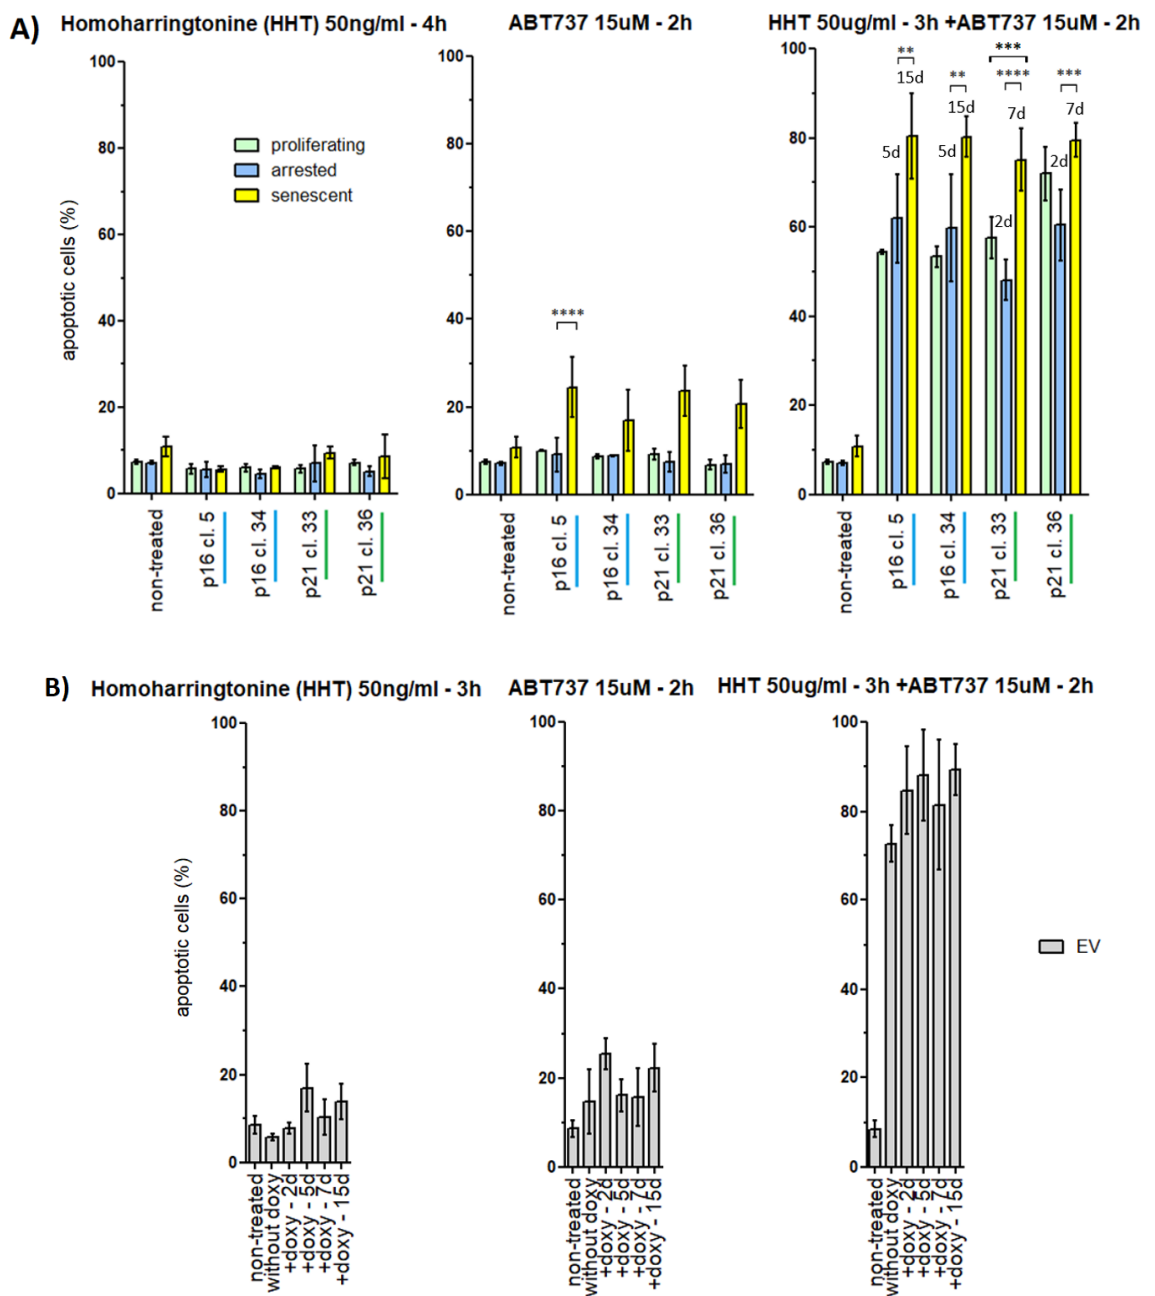 A)
Homoharringtonine (HHT) 50ng/ml - 4h
ABT737 15uM - 2h
HHT 50ug/ml - 3h +ABT737 15uM - 2h
apoptotic cells (%)
100
80
60
40
20
0
proliferating
arrested
senescent
non-treated
p16 cl. 5
p16 cl. 34
p21 cl. 33
p21 cl. 36
100
80
60
40
20
0
****
non-treated
p16 cl. 5
p16 cl. 34
p21 cl. 33
p21 cl. 36
100
80
60
40
20
0
**
15d
5d
**
15d
5d
***
****
7d
2d
***
7d
2d
non-treated
p16 cl. 5
p16 cl. 34
p21 cl. 33
p21 cl. 36
B)
Homoharringtonine (HHT) 50ng/ml - 3h
ABT737 15uM - 2h
HHT 50ug/ml - 3h +ABT737 15uM - 2h
apoptotic cells (%)
100
80
60
40
20
0
non-treated
without doxy
+doxy - 2d
+doxy - 5d
+doxy - 7d
+doxy - 15d
100
80
60
40
20
0
non-treated
without doxy
+doxy - 2d
+doxy - 5d
+doxy - 7d
+doxy - 15d
100
80
60
40
20
0
non-treated
without doxy
+doxy - 2d
+doxy - 5d
+doxy - 7d
+doxy - 15d
EV